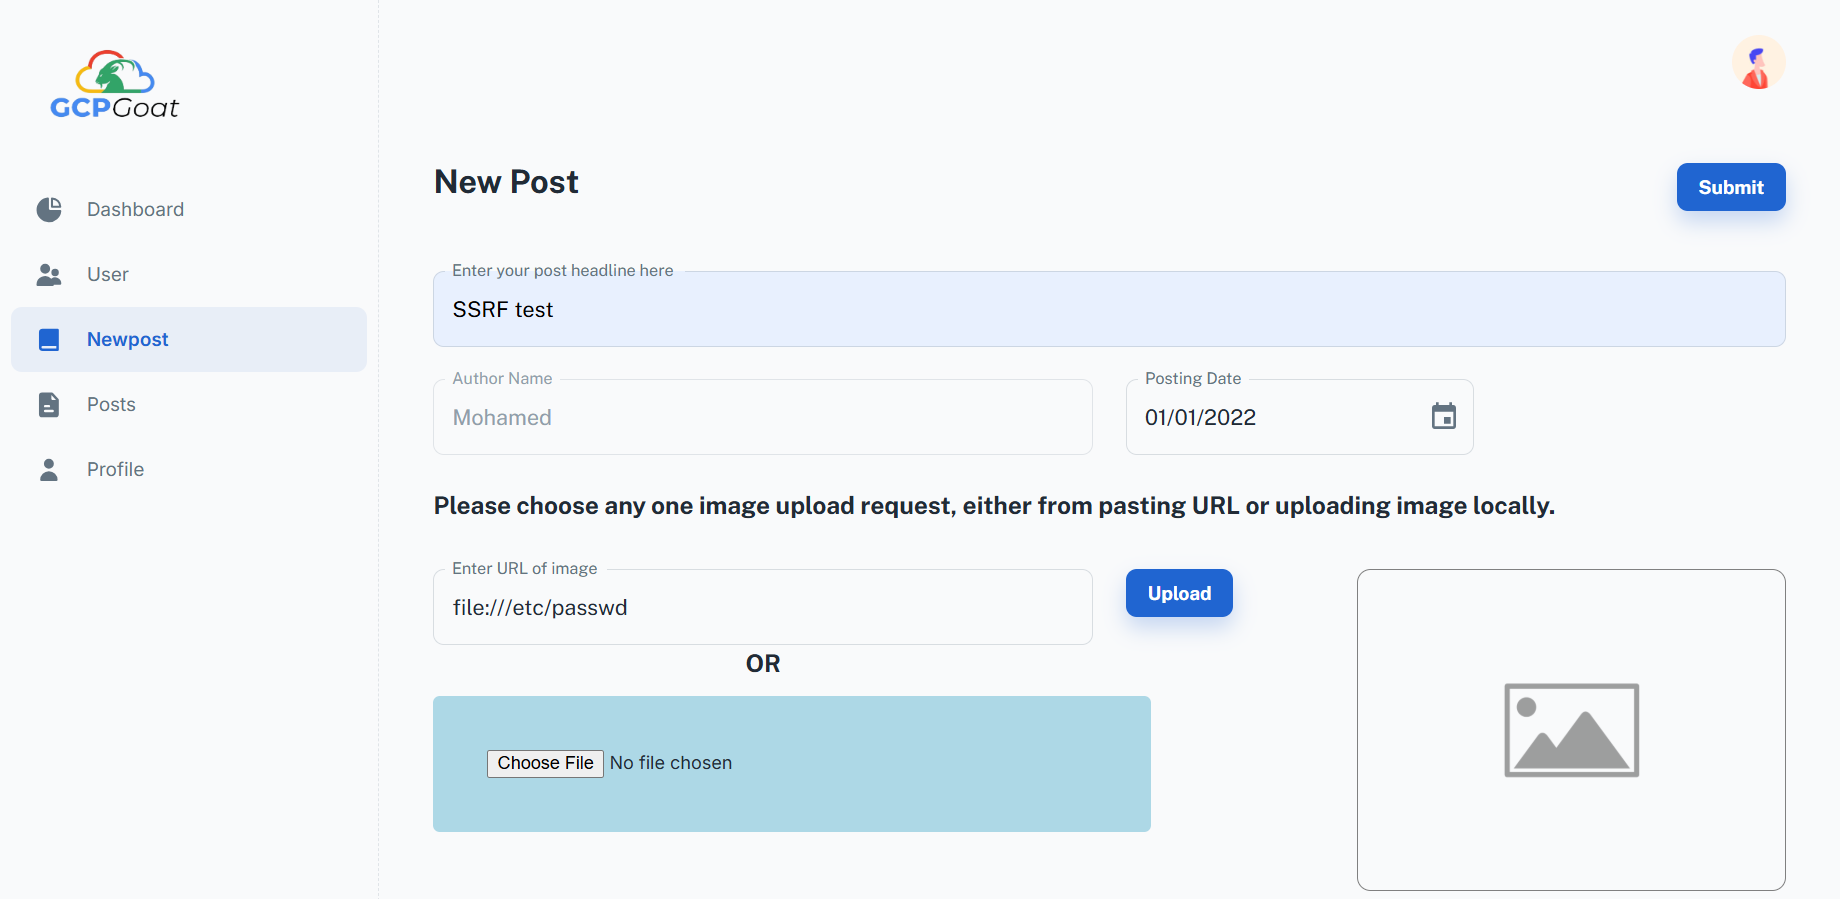 GCPGoat
Dashboard
User
Newpost
Posts
Profile
New Post
Submit
Enter your post headline here
SSRF test
Author Name
Mohamed
Posting Date
01/01/2022
Please choose any one image upload request, either from pasting URL or uploading image locally.
Enter URL of image
file:///etc/passwd
Upload
OR
Choose File No file chosen